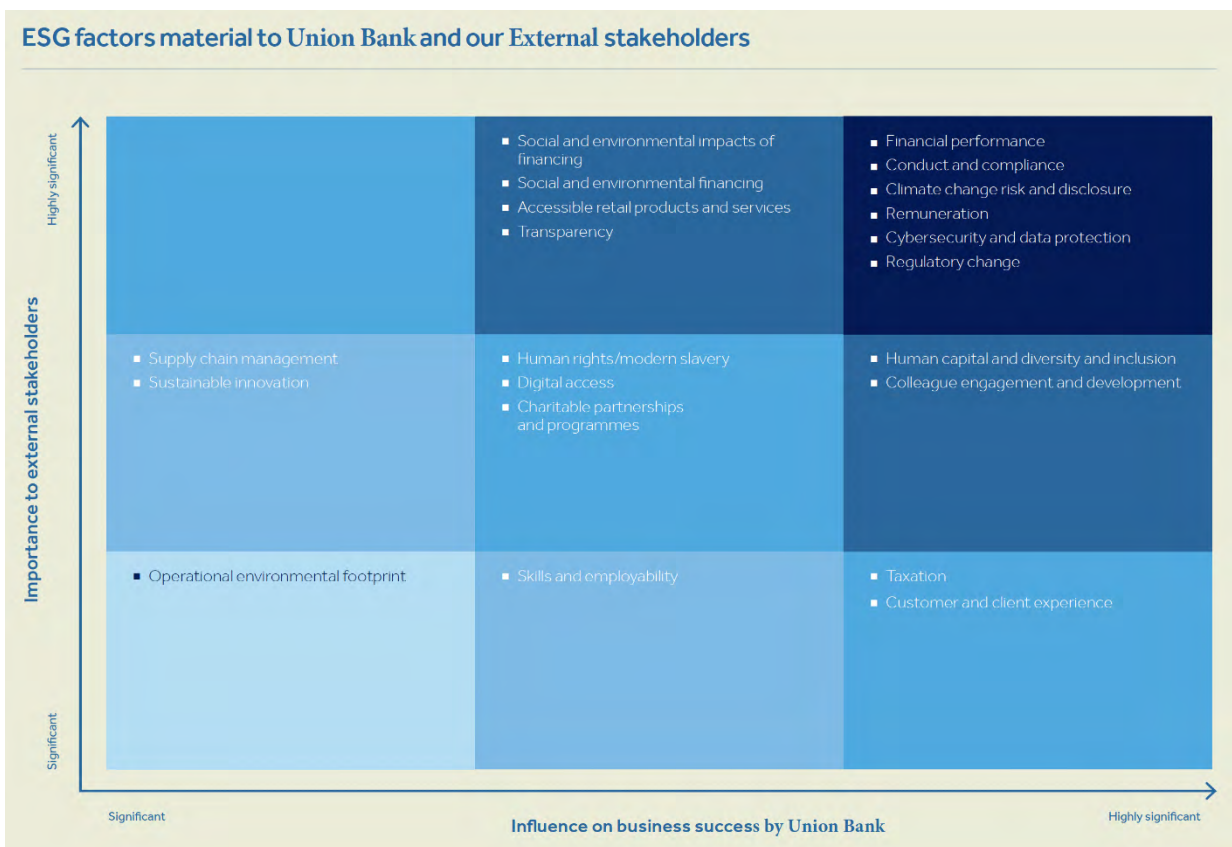 ESG factors material to Union Bank and our External stakeholders
Highly significant
Importance to external stakeholders
Significant
▪ Social and environmental impacts of
financing
▪ Social and environmental financing
▪ Accessible retail products and services
▪ Transparency
▪ Financial performance
▪ Conduct and compliance
▪ Climate change risk and disclosure
▪ Remuneration
▪ Cybersecurity and data protection
▪ Regulatory change
▪ Supply chain management
▪ Sustainable innovation
▪ Human rights/modern slavery
▪ Digital access
▪ Charitable partnerships
and programmes
▪ Human capital and diversity and inclusion
▪ Colleague engagement and development
▪ Operational environmental footprint
▪ Skills and employability
▪ Taxation
▪ Customer and client experience
Significant
Influence on business success by Union Bank
Highly significant